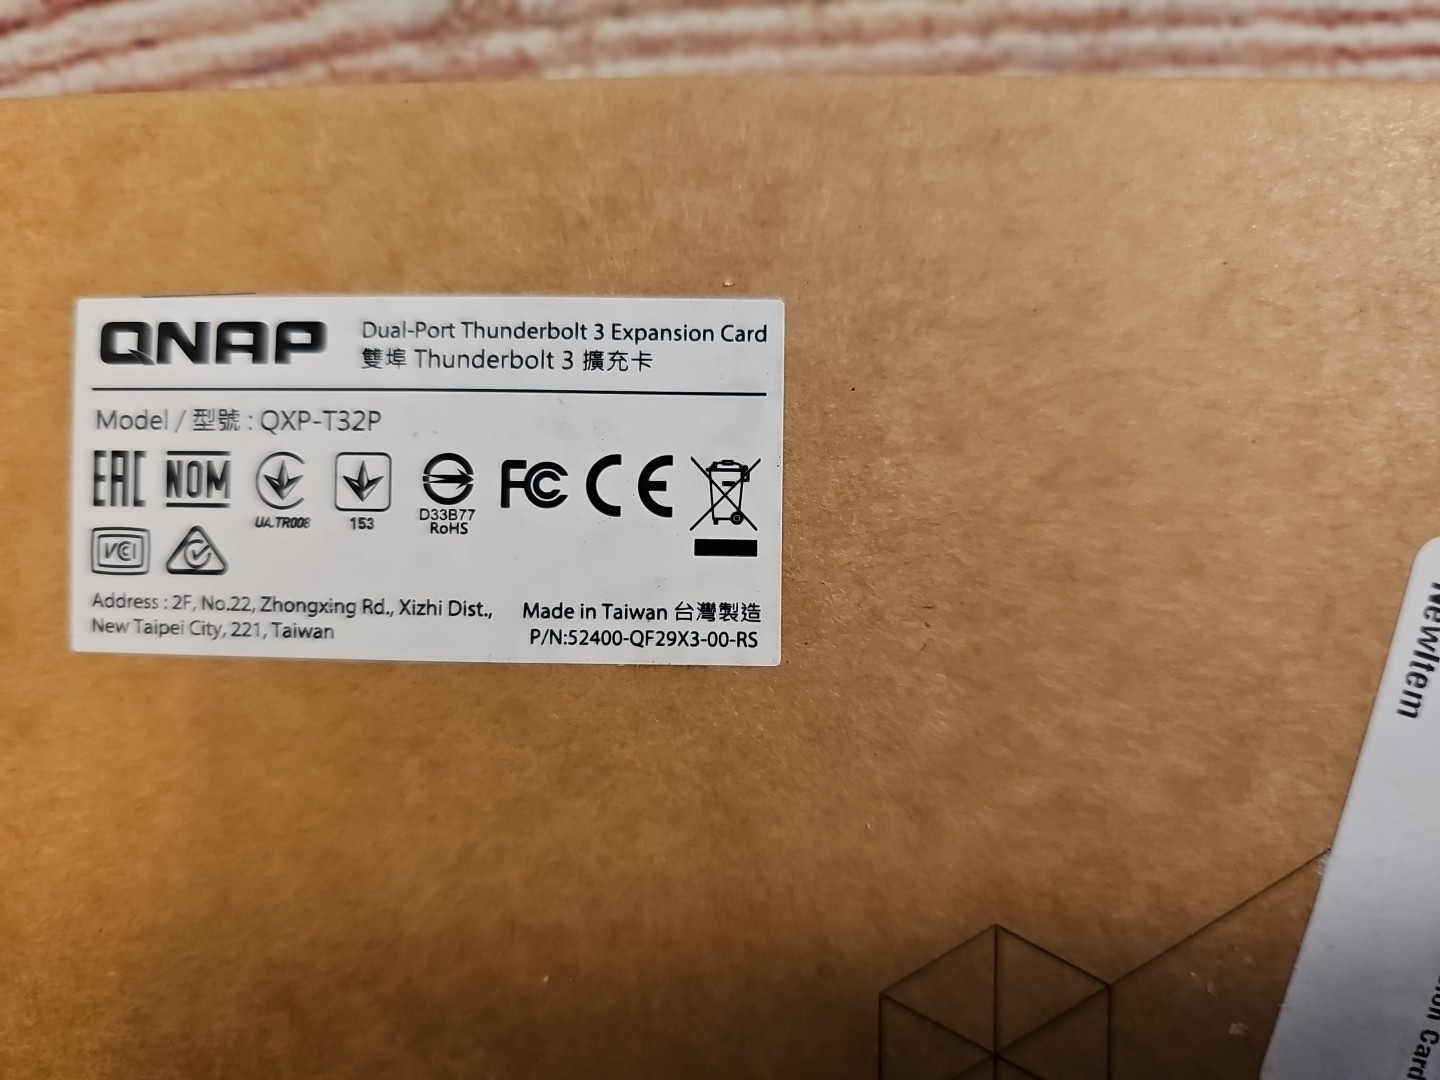 QNAP
Dual-Port Thunderbolt 3 Expansion Card
雙埠 Thunderbolt 3 擴充卡
Model / 型號 : QXP-T32P
EAC NOM FC CE
UA.TR008 153 D33B77
RoHS
VCCI
Address : 2F, No.22, Zhongxing Rd., Xizhi Dist.,
New Taipei City, 221, Taiwan
Made in Taiwan 台灣製造
P/N:52400-QF29X3-00-RS
NewItem
Card